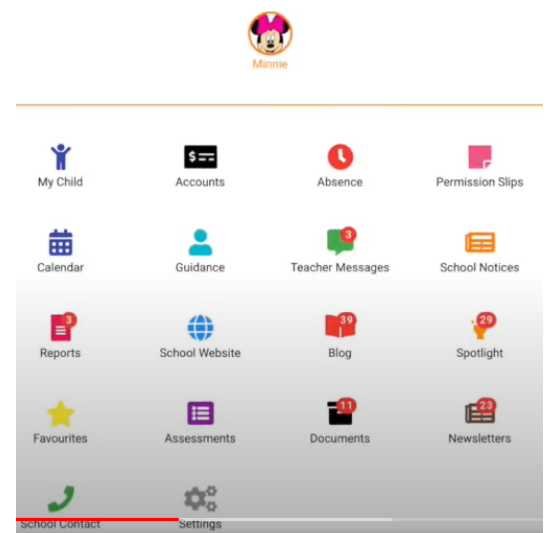 Minnie
My Child
Accounts
$
Absence
Permission Slips
Calendar
Guidance
3
Teacher Messages
School Notices
3
Reports
School Website
39
Blog
29
Spotlight
Favourites
Assessments
11
Documents
23
Newsletters
School Contact
Settings